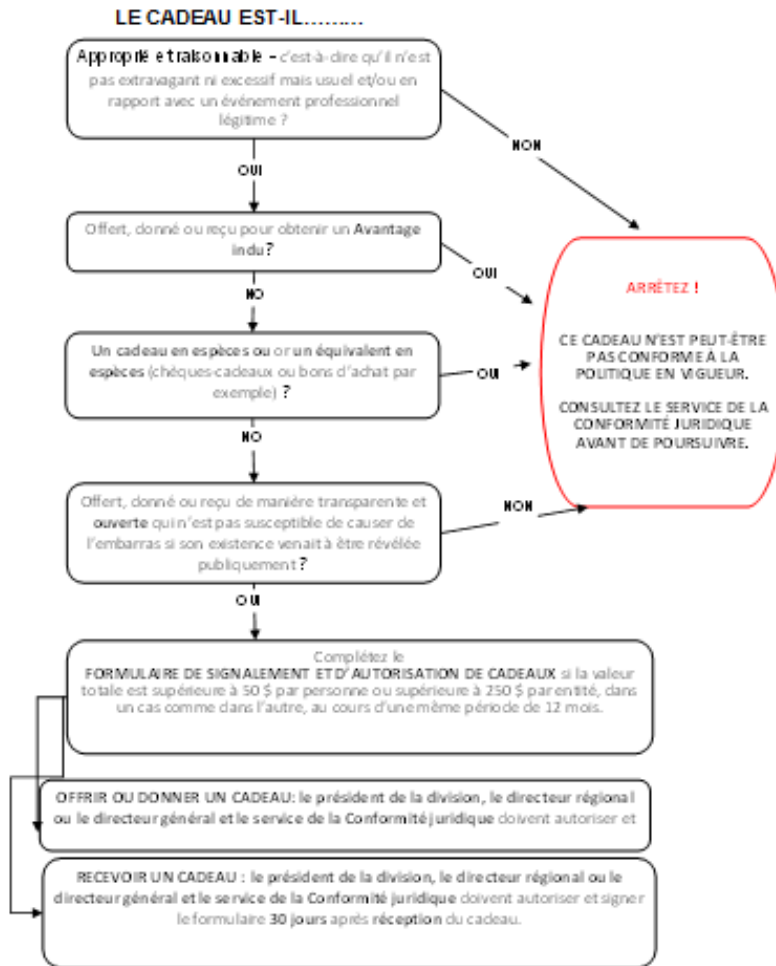 LE CADEAU EST-IL………
Approprié et raisonnable – c'est-à-dire qu'il n'est
pas extravagant ni excessif mais usuel et/ou en
rapport avec un événement professionnel
légitime ?
NON
OUI
Offert, donné ou reçu pour obtenir un Avantage
indu?
OUI
NO
ARRÊTEZ !
CE CADEAU N'EST PEUT-ÊTRE
PAS CONFORME À LA
POLITIQUE EN VIGUEUR.
CONSULTEZ LE SERVICE DE LA
CONFORMITÉ JURIDIQUE
AVANT DE POURSUIVRE.
Un cadeau en espèces ou or un équivalent en
espèces (chèques-cadeaux ou bons d'achat par
exemple) ?
OUI
NO
Offert, donné ou reçu de manière transparente et
ouverte qui n'est pas susceptible de causer de
l'embarras si son existence venait à être révélée
publiquement ?
NON
OUI
Complétez le
FORMULAIRE DE SIGNALEMENT ET D'AUTORISATION DE CADEAUX si la valeur
totale est supérieure à 50 $ par personne ou supérieure à 250 $ par entité, dans
un cas comme dans l'autre, au cours d'une même période de 12 mois.
OFFRIR OU DONNER UN CADEAU: le président de la division, le directeur régional
ou le directeur général et le service de la Conformité juridique doivent autoriser et
RECEVOIR UN CADEAU : le président de la division, le directeur régional ou le
directeur général et le service de la Conformité juridique doivent autoriser et signer
le formulaire 30 jours après réception du cadeau.